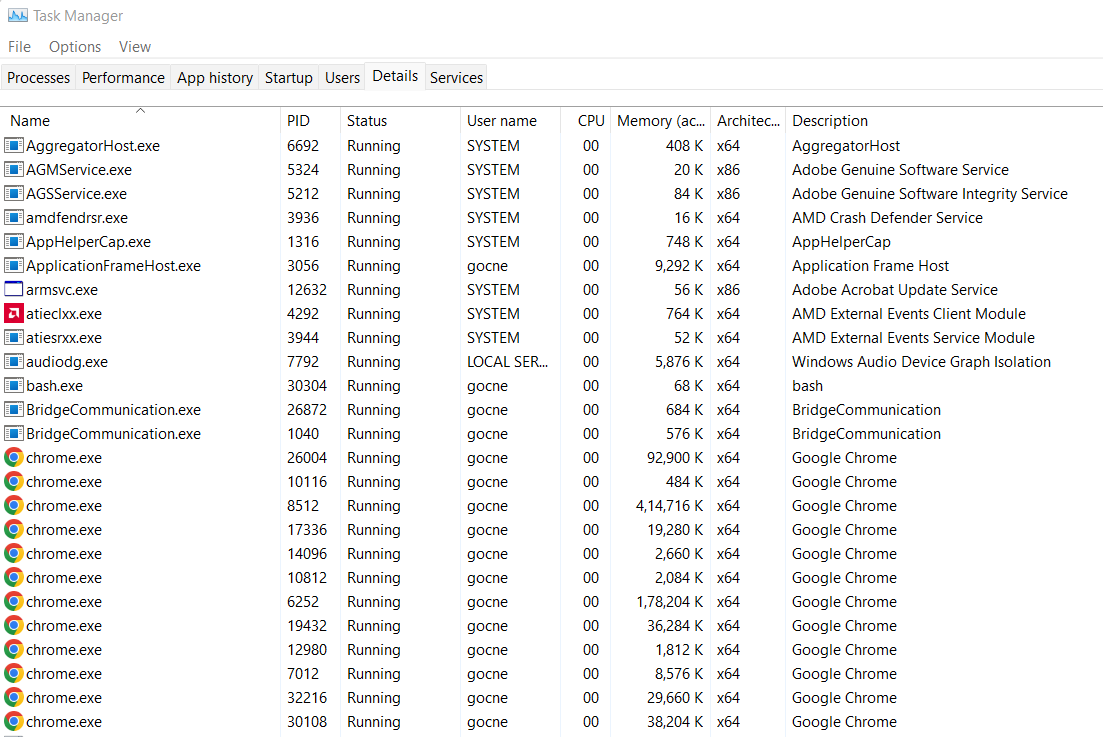 Task Manager
File Options View
Processes Performance App history Startup Users Details Services
Name PID Status User name CPU Memory (ac... Architec... Description
AggregatorHost.exe 6692 Running SYSTEM 00 408 K x64 AggregatorHost
AGMService.exe 5324 Running SYSTEM 00 20 K x86 Adobe Genuine Software Service
AGSService.exe 5212 Running SYSTEM 00 84 K x86 Adobe Genuine Software Integrity Service
amdfendrsr.exe 3936 Running SYSTEM 00 16 K x64 AMD Crash Defender Service
AppHelperCap.exe 1316 Running SYSTEM 00 748 K x64 AppHelperCap
ApplicationFrameHost.exe 3056 Running gocne 00 9,292 K x64 Application Frame Host
armsvc.exe 12632 Running SYSTEM 00 56 K x86 Adobe Acrobat Update Service
atieclxx.exe 4292 Running SYSTEM 00 764 K x64 AMD External Events Client Module
atiesrxx.exe 3944 Running SYSTEM 00 52 K x64 AMD External Events Service Module
audiodg.exe 7792 Running LOCAL SER... 00 5,876 K x64 Windows Audio Device Graph Isolation
bash.exe 30304 Running gocne 00 68 K x64 bash
BridgeCommunication.exe 26872 Running gocne 00 684 K x64 BridgeCommunication
BridgeCommunication.exe 1040 Running gocne 00 576 K x64 BridgeCommunication
chrome.exe 26004 Running gocne 00 92,900 K x64 Google Chrome
chrome.exe 10116 Running gocne 00 484 K x64 Google Chrome
chrome.exe 8512 Running gocne 00 4,14,716 K x64 Google Chrome
chrome.exe 17336 Running gocne 00 19,280 K x64 Google Chrome
chrome.exe 14096 Running gocne 00 2,660 K x64 Google Chrome
chrome.exe 10812 Running gocne 00 2,084 K x64 Google Chrome
chrome.exe 6252 Running gocne 00 1,78,204 K x64 Google Chrome
chrome.exe 19432 Running gocne 00 36,284 K x64 Google Chrome
chrome.exe 12980 Running gocne 00 1,812 K x64 Google Chrome
chrome.exe 7012 Running gocne 00 8,576 K x64 Google Chrome
chrome.exe 32216 Running gocne 00 29,660 K x64 Google Chrome
chrome.exe 30108 Running gocne 00 38,204 K x64 Google Chrome